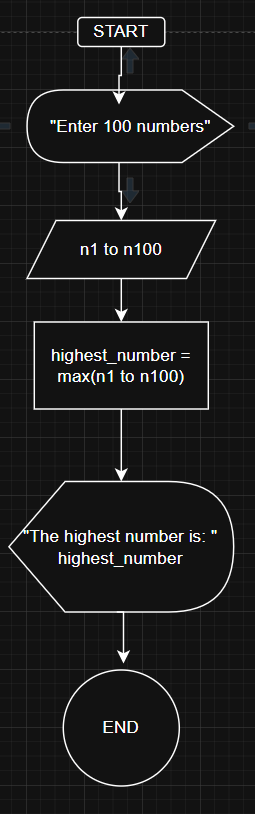 START
"Enter 100 numbers"
n1 to n100
highest_number =
max(n1 to n100)
"The highest number is: "
highest_number
END